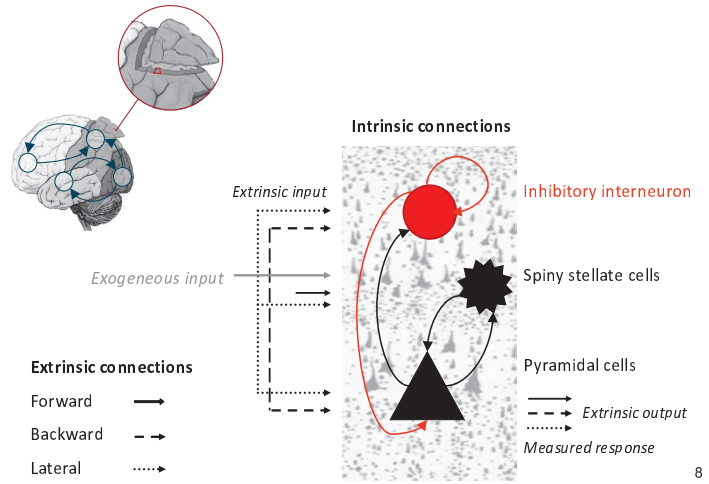 Intrinsic connections
Extrinsic input
Inhibitory interneuron
Exogeneous input
Spiny stellate cells
Extrinsic connections
Forward
Backward
Lateral
Pyramidal cells
Extrinsic output
Measured response
8